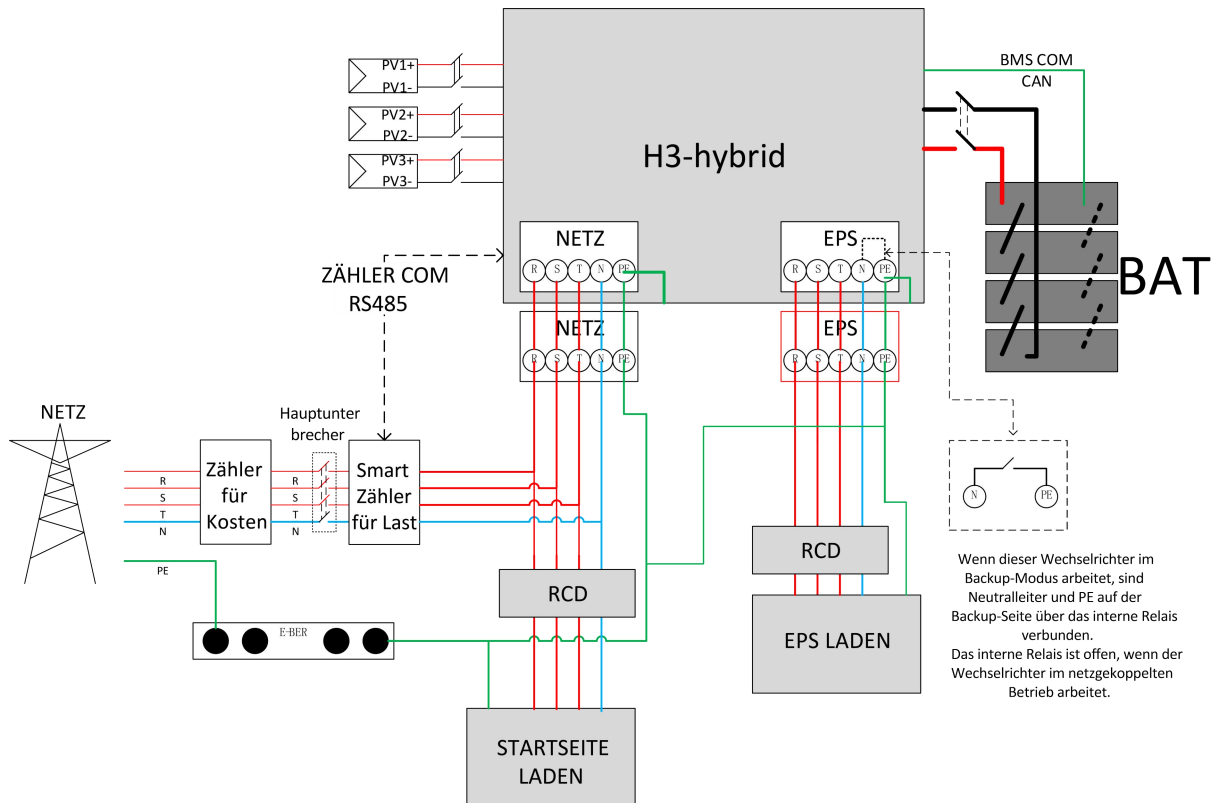 PV1+
PV1-
PV2+
PV2-
PV3+
PV3-
H3-hybrid
BMS COM
CAN
BAT
NETZ
R S T N PE
EPS
R S T N PE
ZÄHLER COM
RS485
NETZ
R S T N PE
EPS
R S T N PE
NETZ
Hauptunter
brecher
Zähler
für
Kosten
Smart
Zähler
für Last
R
S
T
N
R
S
T
N
PE
E-BER
RCD
STARTSEITE
LADEN
RCD
EPS LADEN
N
PE
Wenn dieser Wechselrichter im
Backup-Modus arbeitet, sind
Neutralleiter und PE auf der
Backup-Seite über das interne Relais
verbunden.
Das interne Relais ist offen, wenn der
Wechselrichter im netzgekoppelten
Betrieb arbeitet.